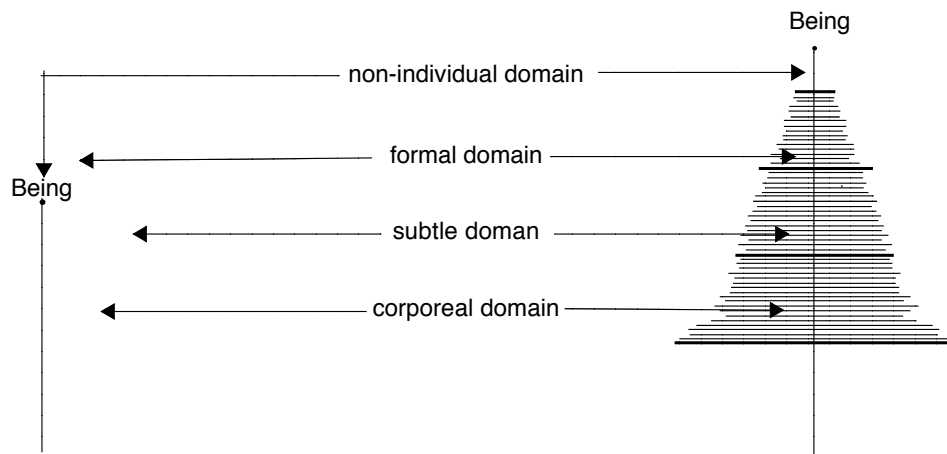 Being
non-individual domain
formal domain
Being
subtle doman
corporeal domain